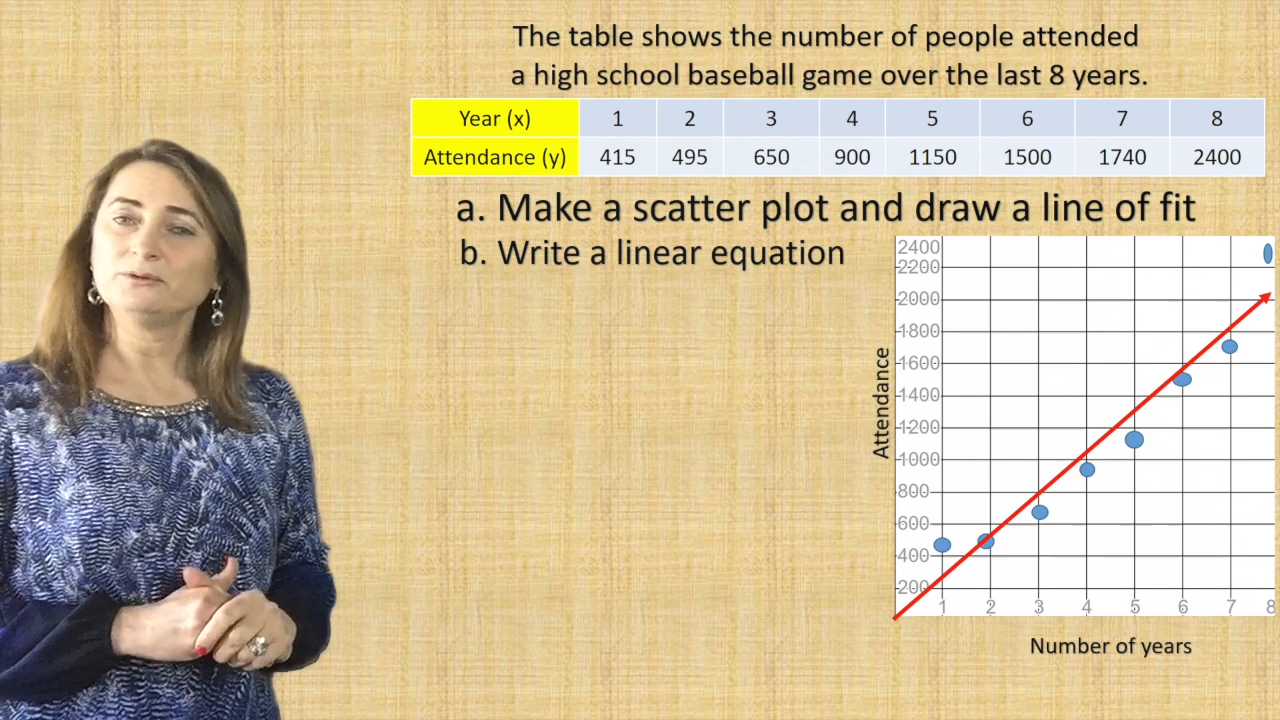 The table shows the number of people attended
a high school baseball game over the last 8 years.
Year (x) 1 2 3 4 5 6 7 8
Attendance (y) 415 495 650 900 1150 1500 1740 2400
a. Make a scatter plot and draw a line of fit
b. Write a linear equation
2400
2200
2000
1800
1600
1400
1200
1000
800
600
400
200
Attendance
1 2 3 4 5 6 7 8
Number of years